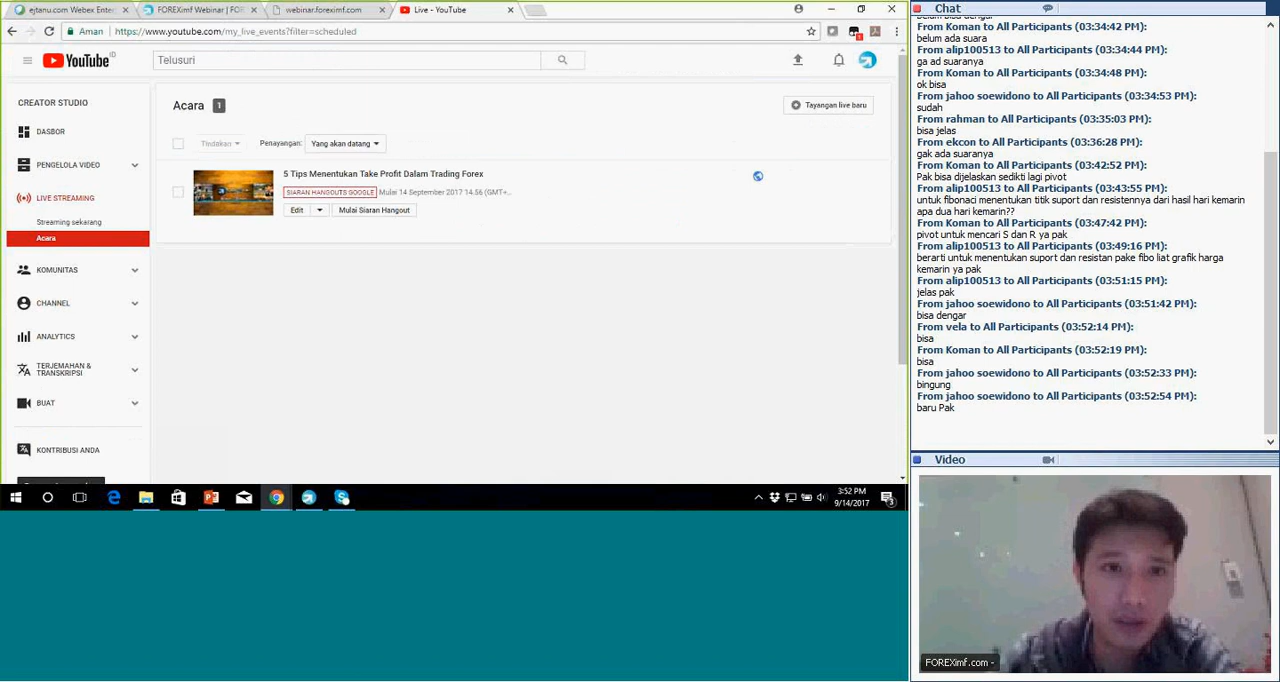 ejtanu.com Webex Enter
FOREXimf Webinar | FOR
webinar.foreximf.com
Live - YouTube
Aman
https://www.youtube.com/my_live_events?filter=scheduled
YouTube ID
Telusuri
CREATOR STUDIO
DASBOR
PENGELOLA VIDEO
LIVE STREAMING
Streaming sekarang
Acara
KOMUNITAS
CHANNEL
ANALYTICS
TERJEMAHAN &
TRANSKRIPSI
BUAT
KONTRIBUSI ANDA
Acara 1
Tayangan live baru
Tindakan
Penayangan:
Yang akan datang
5 Tips Menentukan Take Profit Dalam Trading Forex
SIARAN HANGOUTS GOOGLE Mulai 14 September 2017 14.56 (GMT+...
Edit
Mulai Siaran Hangout
3:52 PM
9/14/2017
3
Chat
belum bisa dengar
From Koman to All Participants (03:34:42 PM):
belum ada suara
From alip100513 to All Participants (03:34:44 PM):
ga ad suaranya
From Koman to All Participants (03:34:48 PM):
ok bisa
From jahoo soewidono to All Participants (03:34:53 PM):
sudah
From rahman to All Participants (03:35:03 PM):
bisa jelas
From ekcon to All Participants (03:36:28 PM):
gak ada suaranya
From Koman to All Participants (03:42:52 PM):
Pak bisa dijelaskan sedikti lagi pivot
From alip100513 to All Participants (03:43:55 PM):
untuk fibonaci menentukan titik suport dan resistennya dari hasil hari kemarin
apa dua hari kemarin??
From Koman to All Participants (03:47:42 PM):
pivot untuk mencari S dan R ya pak
From alip100513 to All Participants (03:49:16 PM):
berarti untuk menentukan suport dan resistan pake fibo liat grafik harga
kemarin ya pak
From alip100513 to All Participants (03:51:15 PM):
jelas pak
From jahoo soewidono to All Participants (03:51:42 PM):
bisa dengar
From vela to All Participants (03:52:14 PM):
bisa
From Koman to All Participants (03:52:19 PM):
bisa
From jahoo soewidono to All Participants (03:52:33 PM):
bingung
From jahoo soewidono to All Participants (03:52:54 PM):
baru Pak
Video
FOREXimf.com -